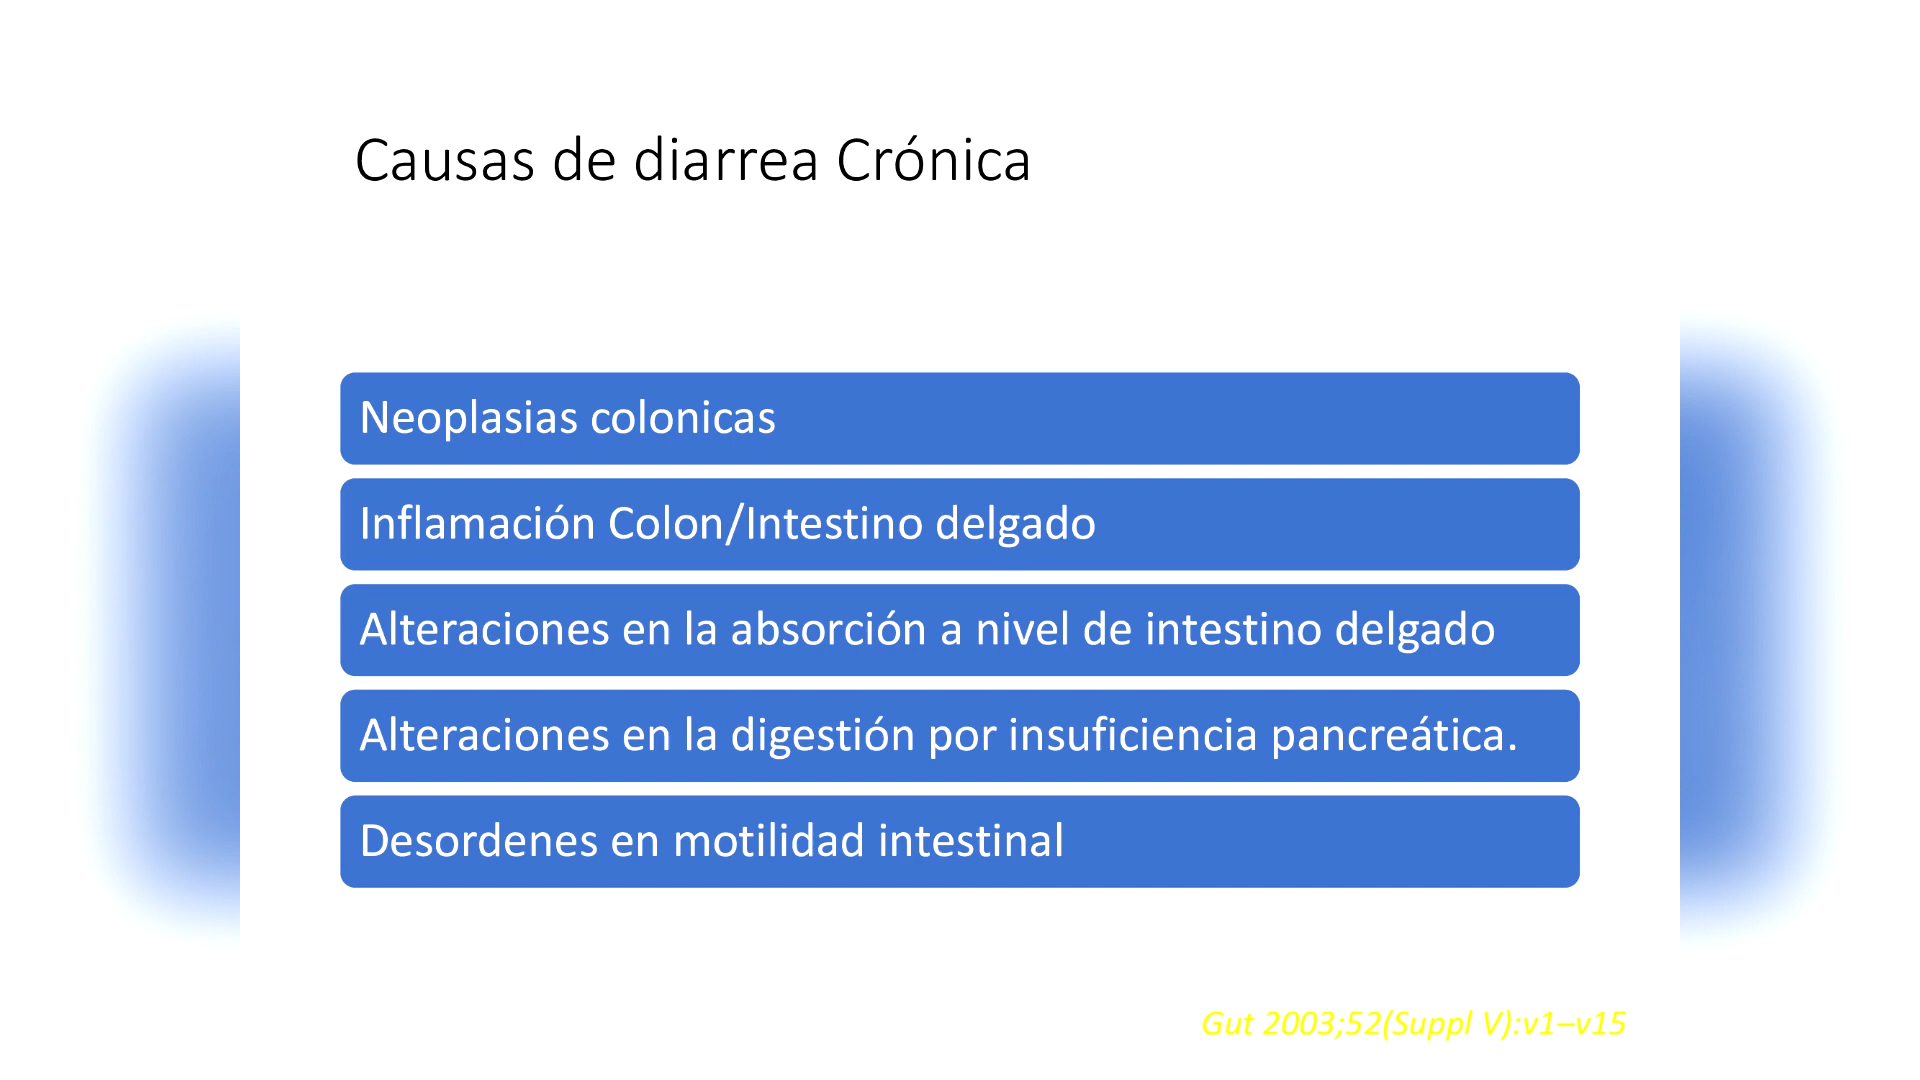 Causas de diarrea Crónica
Neoplasias colonicas
Inflamación Colon/Intestino delgado
Alteraciones en la absorción a nivel de intestino delgado
Alteraciones en la digestión por insuficiencia pancreática.
Desordenes en motilidad intestinal
Gut 2003;52(Suppl V):v1–v15